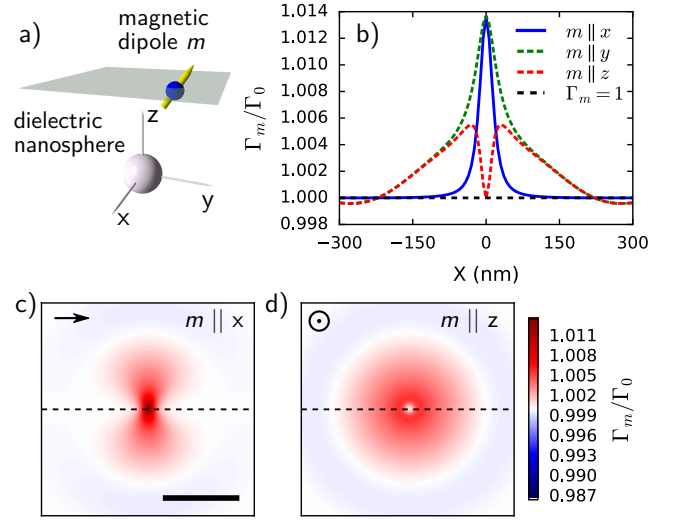 a)
magnetic
dipole m
dielectric
nanosphere
z
x
y
b)
Γm/Γ0
1.014
1.012
1.010
1.008
1.006
1.004
1.002
1.000
0.998
m ∥ x
m ∥ y
m ∥ z
Γm = 1
−300 −150 0 150 300
X (nm)
c)
m || x
d)
m || z
1.011
1.008
1.005
1.002
0.999
0.996
0.993
0.990
0.987
Γm/Γ0